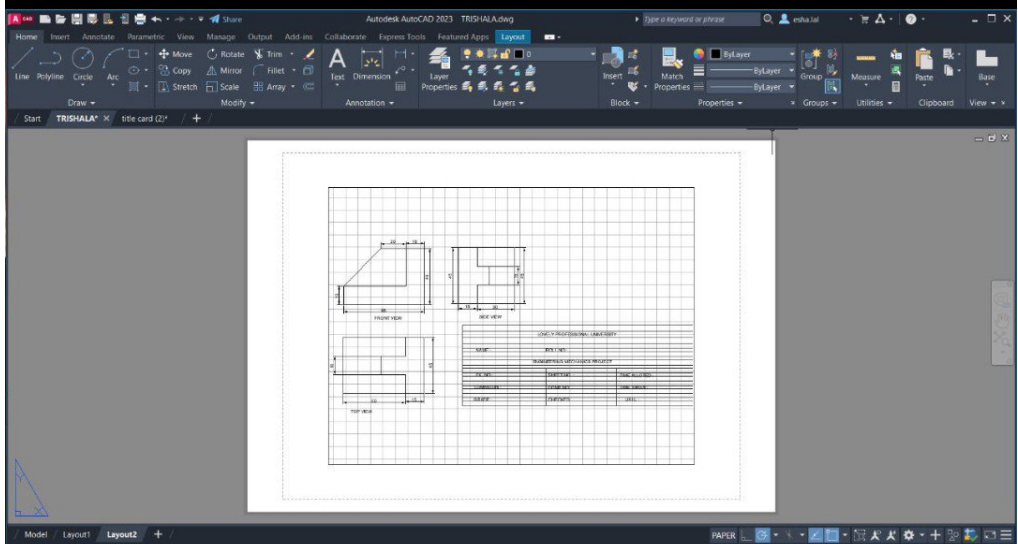 Autodesk AutoCAD 2023 TRISHALA.dwg
Share
Type a keyword or phrase
esha.lal
Home Insert Annotate Parametric View Manage Output Add-ins Collaborate Express Tools Featured Apps Layout
Line Polyline Circle Arc
Move Rotate Trim
Copy Mirror Fillet
Stretch Scale Array
Text Dimension
Layer Properties
0
Insert
Match Properties
ByLayer
ByLayer
ByLayer
Group
Measure
Paste
Base
Draw Modify Annotation Layers Block Properties Groups Utilities Clipboard View
Start TRISHALA* title card (2)*
FRONT VIEW
SIDE VIEW
LOVELY PROFESSIONAL UNIVERSITY
NAME: ROLL NO:
ENGINEERING MECHANICS PROJECT
TOP VIEW
Y
X
Model Layout1 Layout2
PAPER